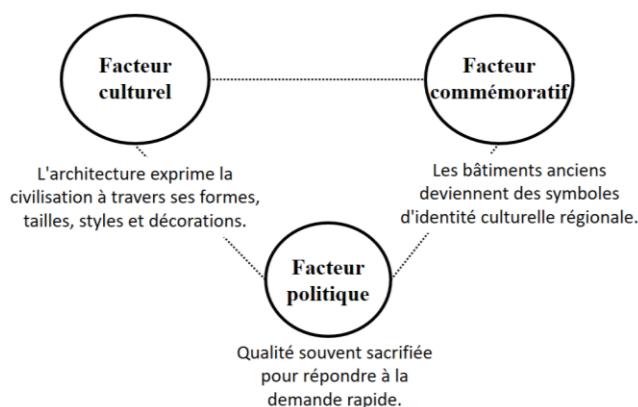 Facteur
culturel
Facteur
commémoratif
L'architecture exprime la
civilisation à travers ses formes,
tailles, styles et décorations.
Les bâtiments anciens
deviennent des symboles
d'identité culturelle régionale.
Facteur
politique
Qualité souvent sacrifiée
pour répondre à la
demande rapide.